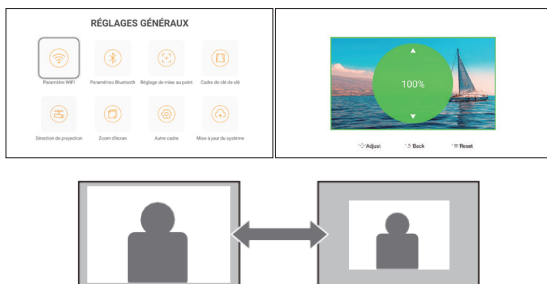 RÉGLAGES GÉNÉRAUX
Paramètre WIFI
Paramètres Bluetooth
Réglage de mise au point
Cadre de clé de clé
Direction de projection
Zoom d'écran
Autre cadre
Mise à jour du système
100%
Adjust
Back
Reset